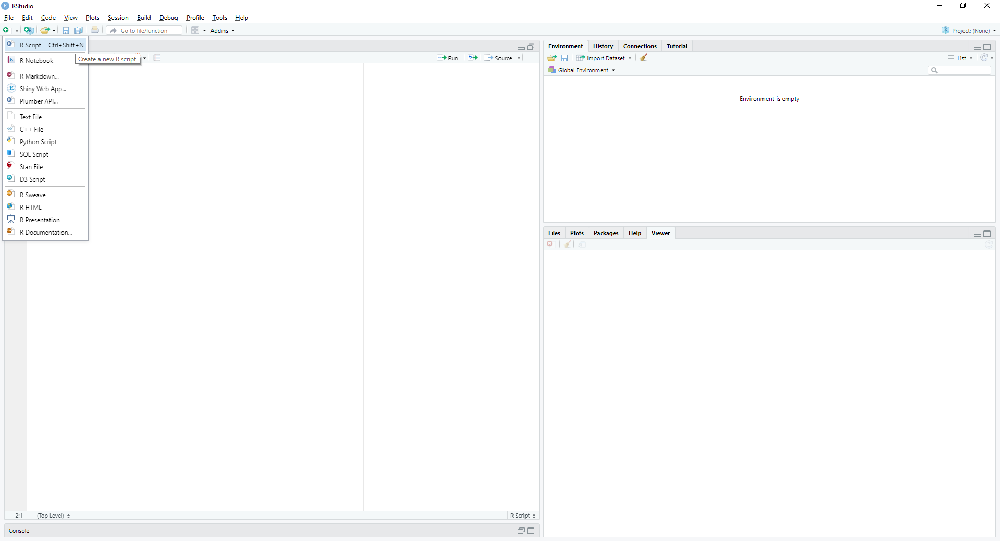 RStudio
File Edit Code View Plots Session Build Debug Profile Tools Help
Go to file/function Addins Project: (None)
R Script Ctrl+Shift+N
Create a new R script
R Notebook
R Markdown...
Shiny Web App...
Plumber API...
Text File
C++ File
Python Script
SQL Script
Stan File
D3 Script
R Sweave
R HTML
R Presentation
R Documentation...
Run Source
2:1 (Top Level) R Script
Console
Environment History Connections Tutorial
Import Dataset List
Global Environment
Environment is empty
Files Plots Packages Help Viewer